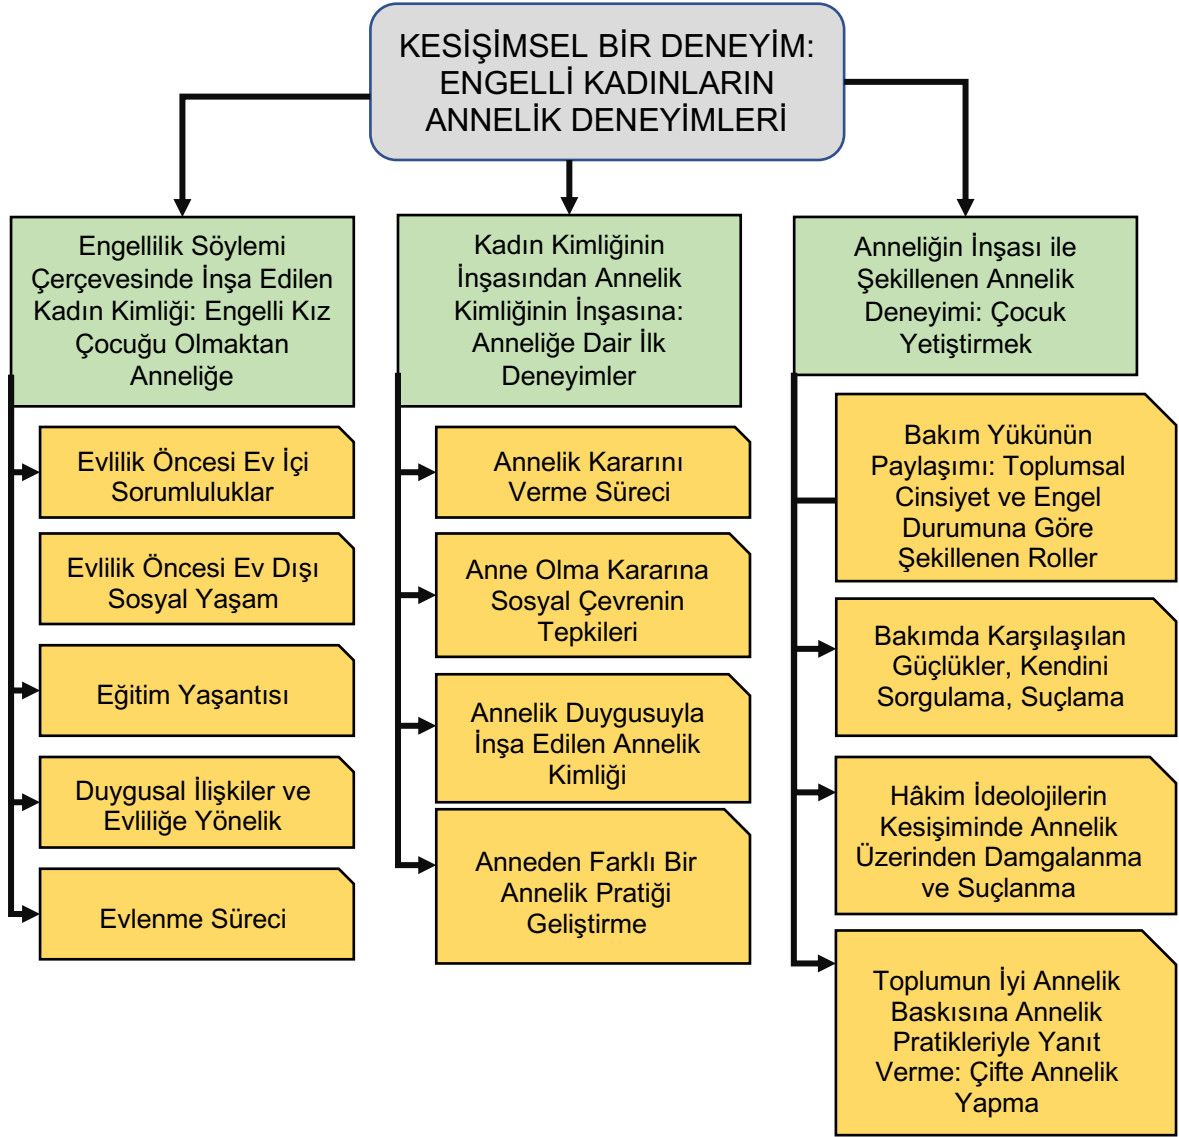 KESİŞİMSEL BİR DENEYİM:
ENGELLİ KADINLARIN
ANNELİK DENEYİMLERİ
Engellilik Söylemi
Çerçevesinde İnşa Edilen
Kadın Kimliği: Engelli Kız
Çocuğu Olmaktan
Anneliğe
Evlilik Öncesi Ev İçi
Sorumluluklar
Evlilik Öncesi Ev Dışı
Sosyal Yaşam
Eğitim Yaşantısı
Duygusal İlişkiler ve
Evliliğe Yönelik
Evlenme Süreci
Kadın Kimliğinin
İnşasından Annelik
Kimliğinin İnşasına:
Anneliğe Dair İlk
Deneyimler
Annelik Kararını
Verme Süreci
Anne Olma Kararına
Sosyal Çevrenin
Tepkileri
Annelik Duygusuyla
İnşa Edilen Annelik
Kimliği
Anneden Farklı Bir
Annelik Pratiği
Geliştirme
Anneliğin İnşası ile
Şekillenen Annelik
Deneyimi: Çocuk
Yetiştirmek
Bakım Yükünün
Paylaşımı: Toplumsal
Cinsiyet ve Engel
Durumuna Göre
Şekillenen Roller
Bakımda Karşılaşılan
Güçlükler, Kendini
Sorgulama, Suçlama
Hâkim İdeolojilerin
Kesişiminde Annelik
Üzerinden Damgalanma
ve Suçlanma
Toplumun İyi Annelik
Baskısına Annelik
Pratikleriyle Yanıt
Verme: Çifte Annelik
Yapma